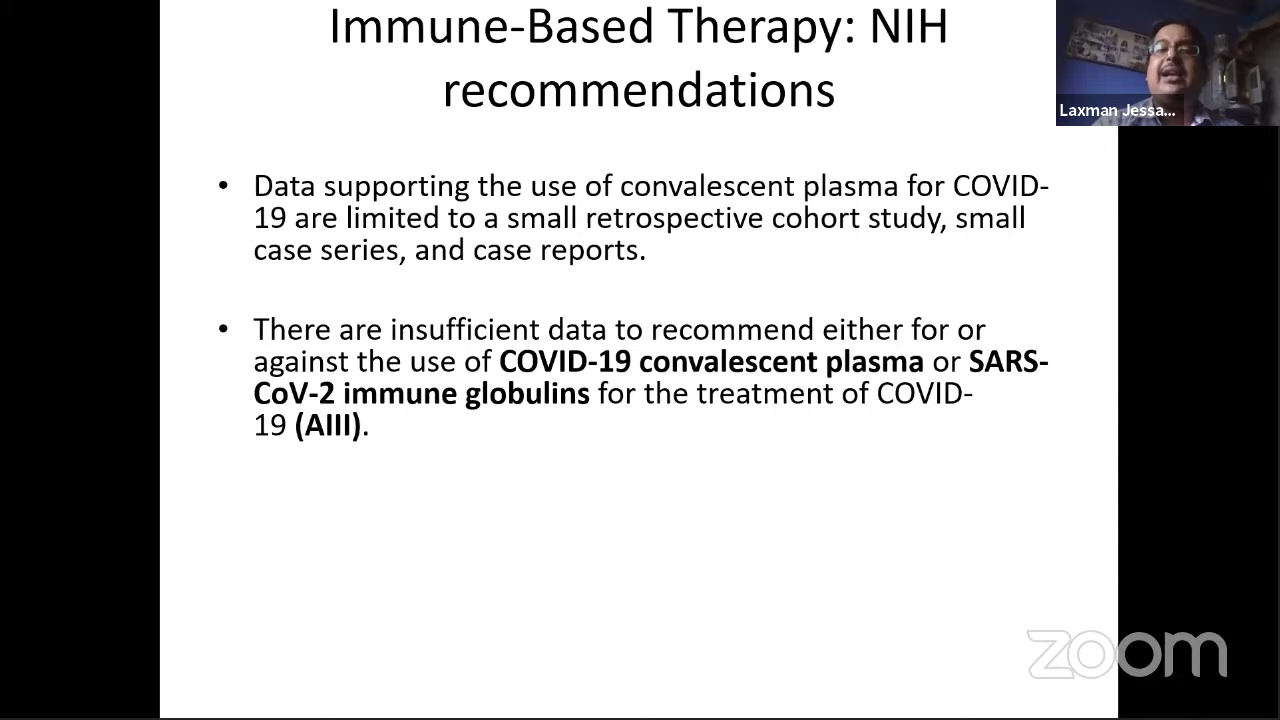 Immune-Based Therapy: NIH
recommendations
Laxman Jessa...
• Data supporting the use of convalescent plasma for COVID-
19 are limited to a small retrospective cohort study, small
case series, and case reports.
• There are insufficient data to recommend either for or
against the use of COVID-19 convalescent plasma or SARS-
CoV-2 immune globulins for the treatment of COVID-
19 (AIII).
zoom